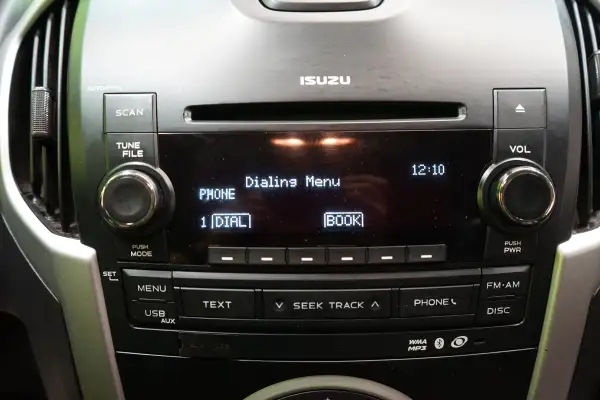 ISUZU
SCAN
TUNE
FILE
VOL
Dialing Menu
12:10
PHONE
1 DIAL BOOK
PUSH
MODE
PUSH
PWR
SET
MENU
TEXT
SEEK TRACK
PHONE
FM·AM
USB
AUX
DISC
WMA
MP3